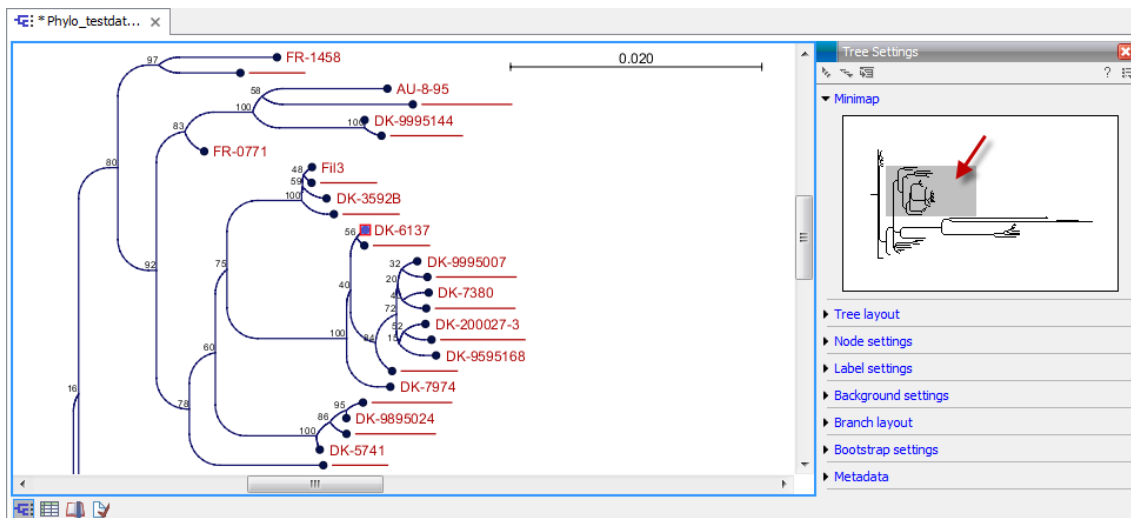 * Phylo_testdat...
Tree Settings
Minimap
Tree layout
Node settings
Label settings
Background settings
Branch layout
Bootstrap settings
Metadata
0.020
97
FR-1458
58
AU-8-95
100
100
DK-9995144
83
FR-0771
80
48
Fil3
59
100
DK-3592B
56
DK-6137
92
75
32
DK-9995007
20
40
DK-7380
72
52
DK-200027-3
100
15
DK-9595168
60
DK-7974
16
78
95
86
DK-9895024
100
DK-5741